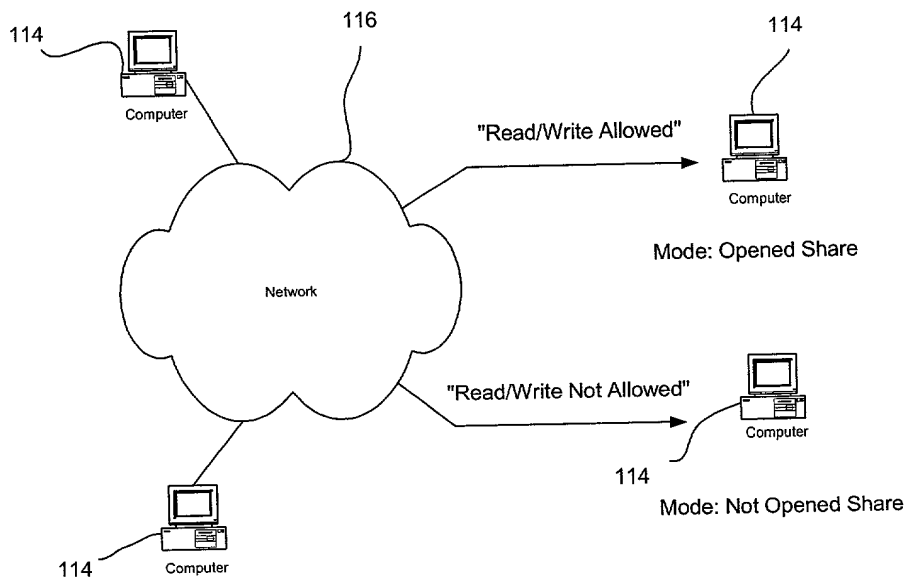 114
116
114
Computer
"Read/Write Allowed"
Computer
Mode: Opened Share
Network
"Read/Write Not Allowed"
Computer
114
Mode: Not Opened Share
114
Computer